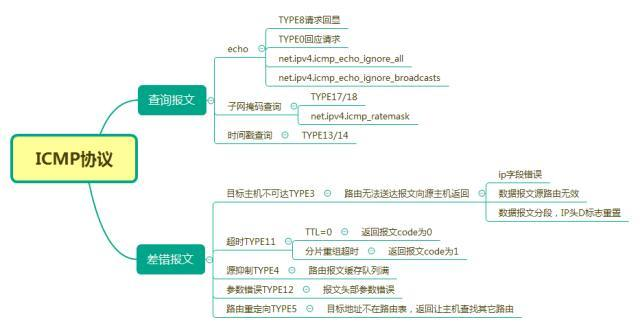 ICMP协议
查询报文
echo
TYPE8请求回显
TYPE0回应请求
net.ipv4.icmp_echo_ignore_all
net.ipv4.icmp_echo_ignore_broadcasts
子网掩码查询
TYPE17/18
net.ipv4.icmp_ratemask
时间戳查询
TYPE13/14
差错报文
目标主机不可达TYPE3
路由无法送达报文向源主机返回
ip字段错误
数据报文源路由无效
数据报文分段，IP头D标志重置
超时TYPE11
TTL=0
返回报文code为0
分片重组超时
返回报文code为1
源抑制TYPE4
路由报文缓存队列满
参数错误TYPE12
报文头部参数错误
路由重定向TYPE5
目标地址不在路由表，返回让主机查找其它路由